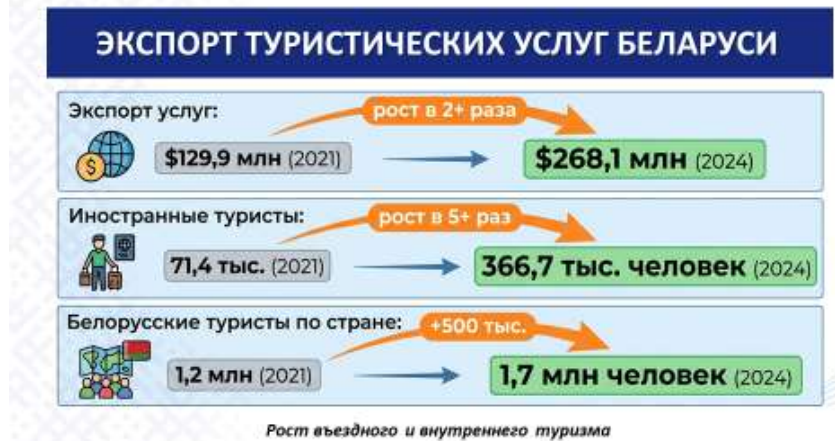 ЭКСПОРТ ТУРИСТИЧЕСКИХ УСЛУГ БЕЛАРУСИ
Экспорт услуг:
рост в 2+ раза
$129,9 млн (2021)
$268,1 млн (2024)
Иностранные туристы:
рост в 5+ раз
71,4 тыс. (2021)
366,7 тыс. человек (2024)
Белорусские туристы по стране:
+500 тыс.
1,2 млн (2021)
1,7 млн человек (2024)
Рост въездного и внутреннего туризма